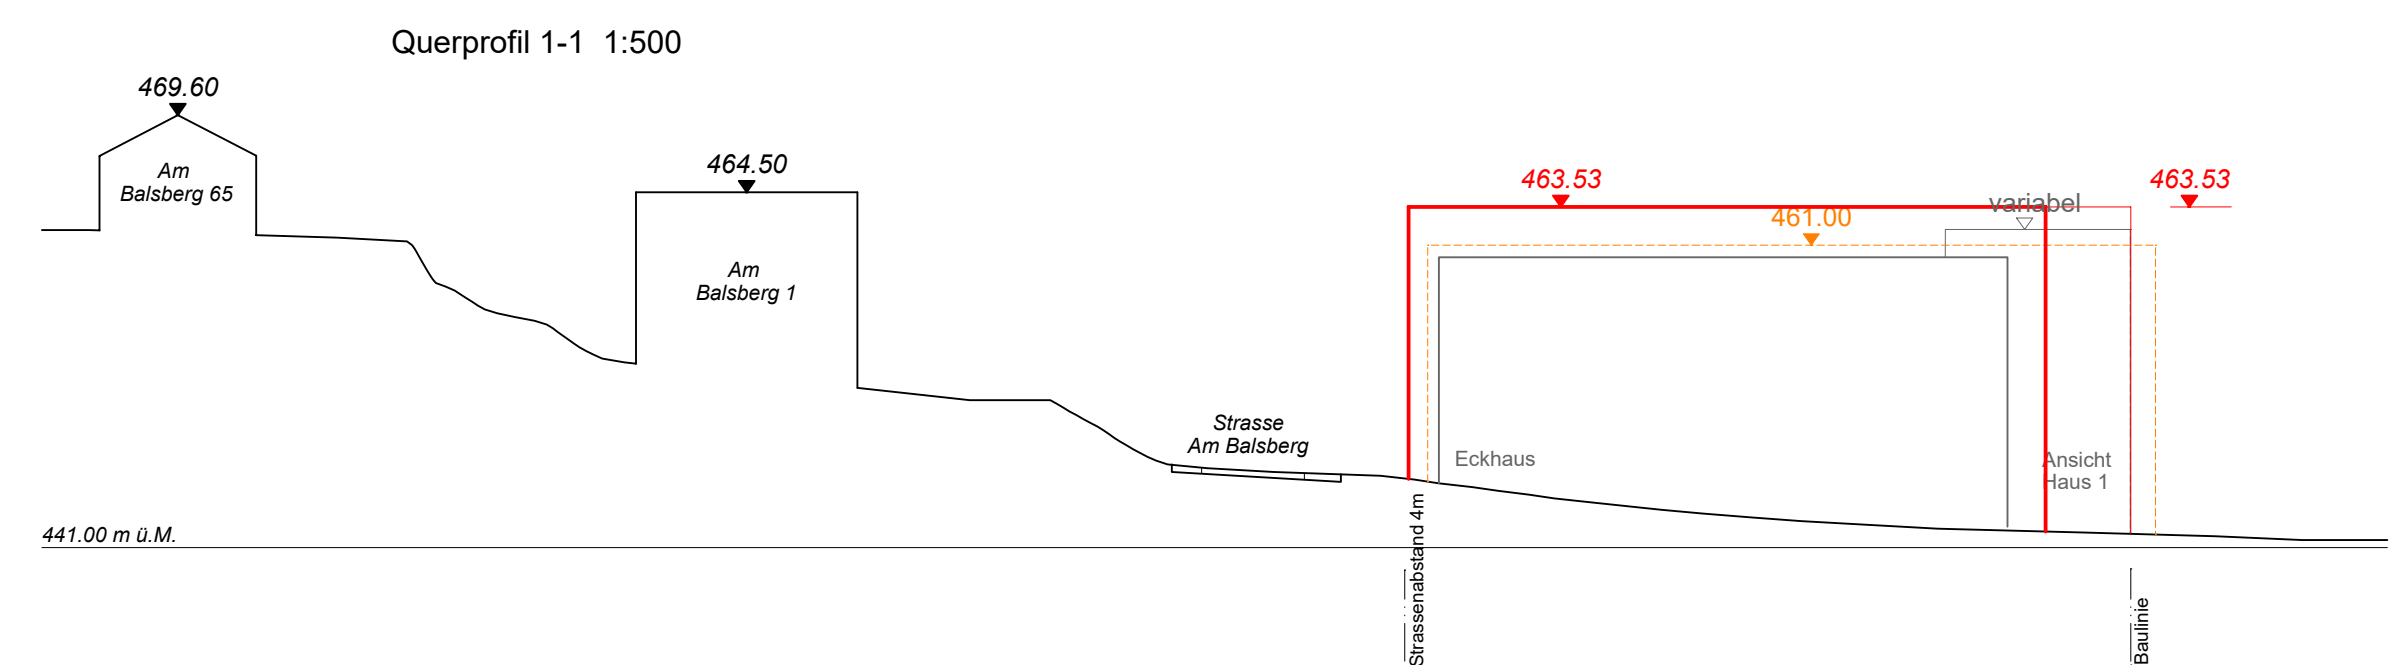 Querprofil 1-1  1:500
469.60
Am
Balsberg 65
464.50
Am
Balsberg 1
463.53
463.53
variabel
461.00
Strasse
Am Balsberg
Eckhaus
Ansicht
Haus 1
441.00 m ü.M.
Strassenabstand 4m
Baulinie